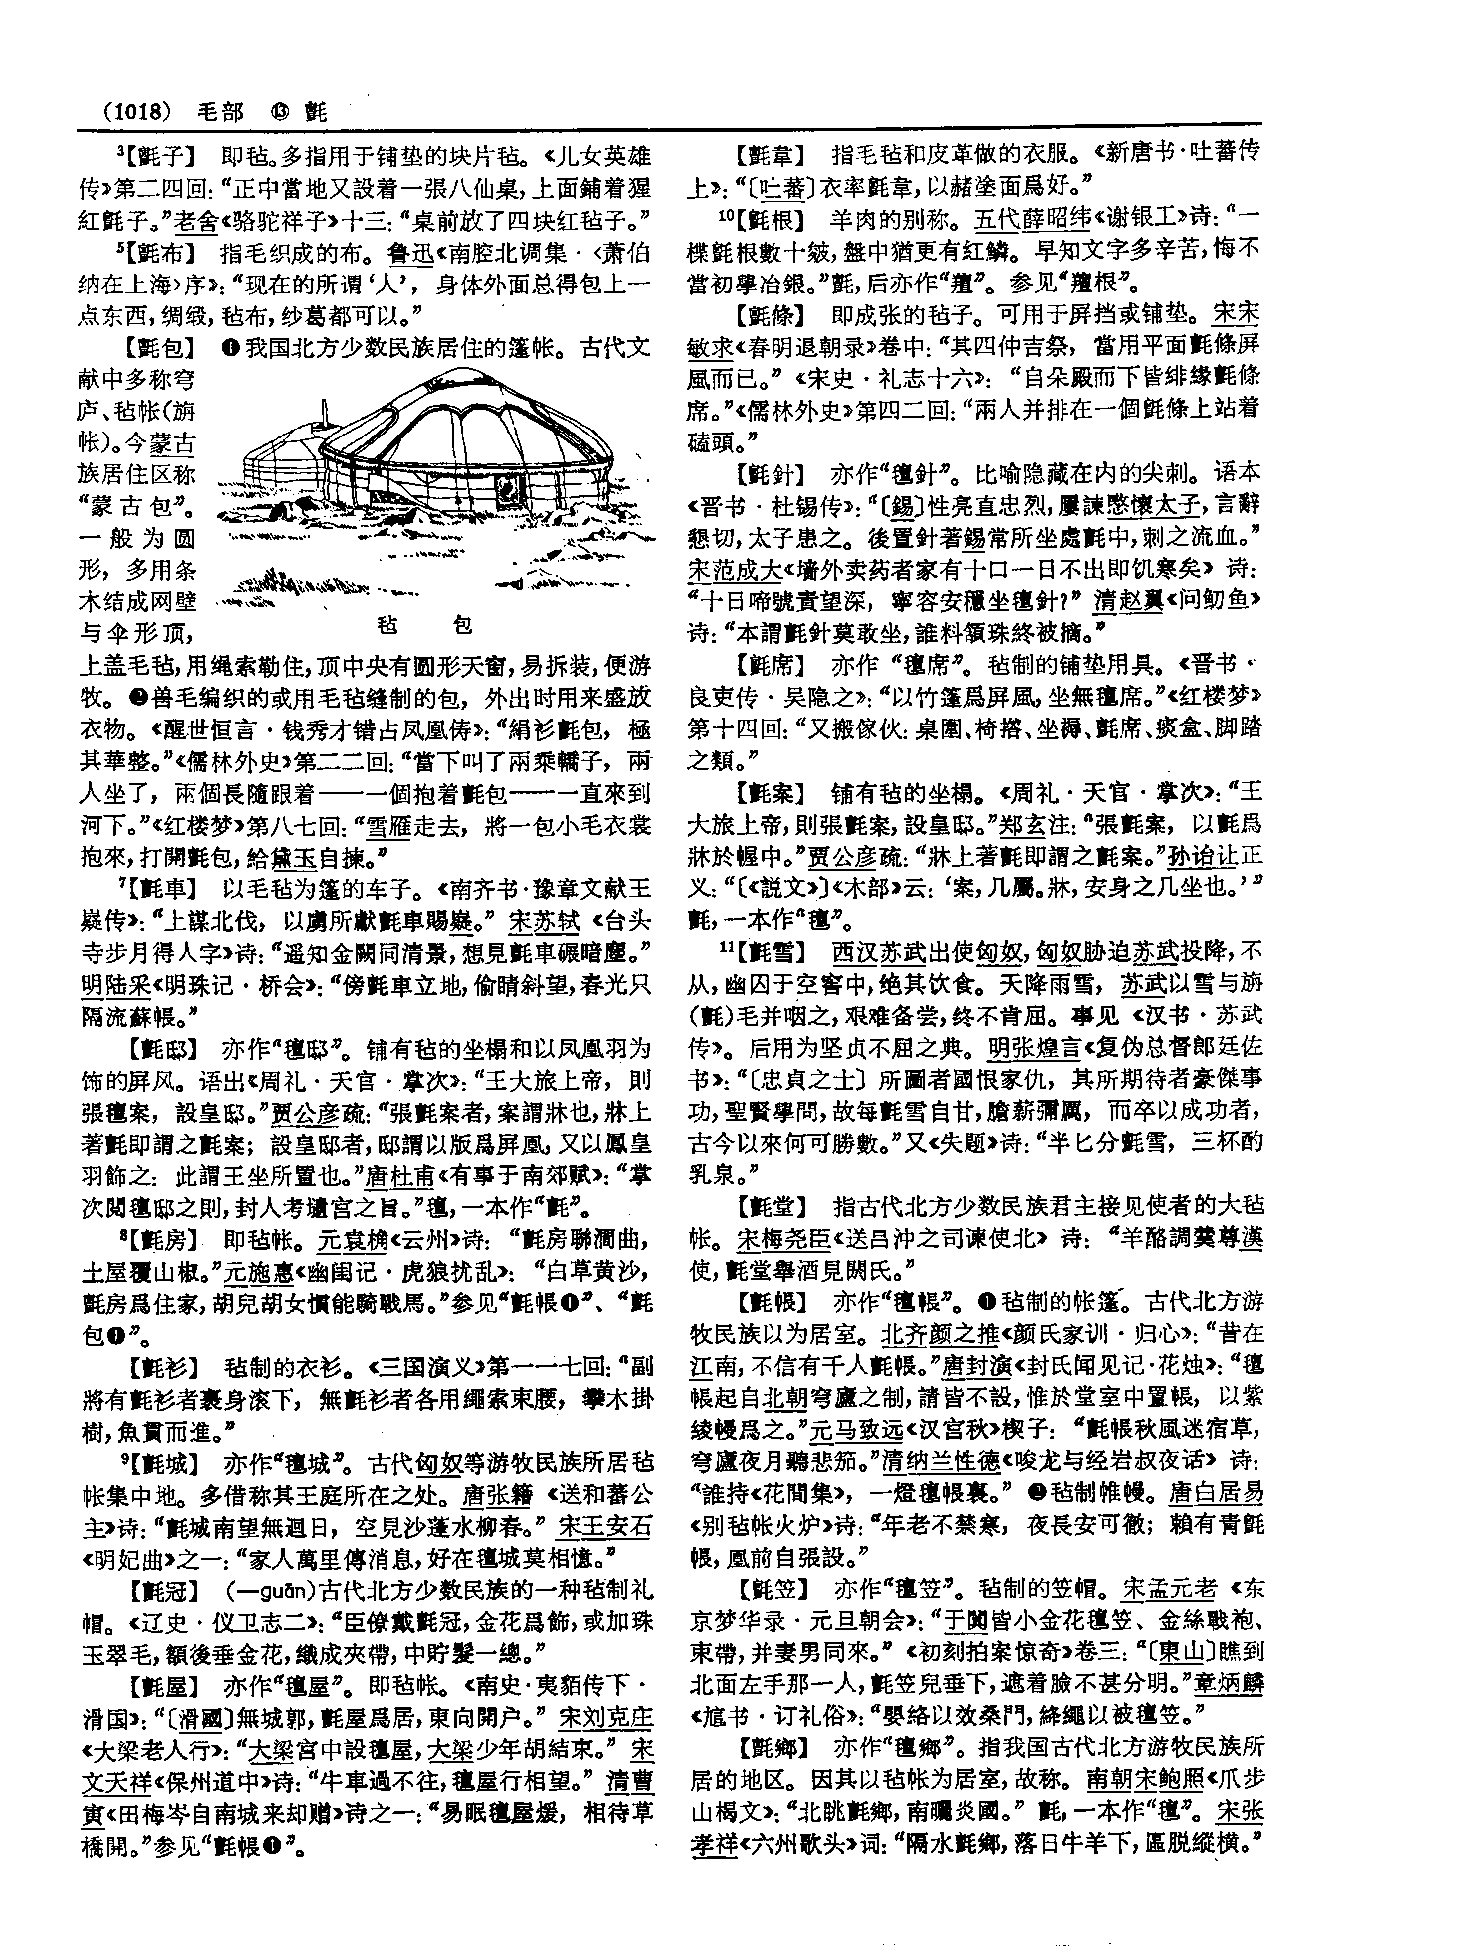 (1018) 毛部 ⑬ 氈
³【氈子】 即毡。多指用于铺垫的块片毡。《儿女英雄
传》第二四回：“正中當地又設着一張八仙桌，上面鋪着猩
紅氈子。”老舍《骆驼祥子》十三：“桌前放了四块红毡子。”
⁵【氈布】 指毛织成的布。鲁迅《南腔北调集·〈萧伯
纳在上海〉序》：“现在的所谓‘人’，身体外面总得包上一
点东西，绸缎，毡布，纱葛都可以。”
【氈包】 ❶我国北方少数民族居住的篷帐。古代文
献中多称穹
庐、毡帐(旃
帐)。今蒙古
族居住区称
“蒙古包”。
一般为圆
形，多用条
木结成网壁
与伞形顶，
毡 包
上盖毛毡，用绳索勒住，顶中央有圆形天窗，易拆装，便游
牧。❷兽毛编织的或用毛毡缝制的包，外出时用来盛放
衣物。《醒世恒言·钱秀才错占凤凰俦》：“絹衫氈包，極
其華整。”《儒林外史》第二二回：“當下叫了兩乘轎子，兩
人坐了，兩個長隨跟着——一個抱着氈包——一直來到
河下。”《红楼梦》第八七回：“雪雁走去，將一包小毛衣裳
抱來，打開氈包，給黛玉自揀。”
⁷【氈車】 以毛毡为篷的车子。《南齐书·豫章文献王
嶷传》：“上謀北伐，以虜所獻氈車賜嶷。”宋苏轼《台头
寺步月得人字》诗：“遥知金闕同清景，想見氈車碾暗塵。”
明陆采《明珠记·桥会》：“傍氈車立地，偷睛斜望，春光只
隔流蘇帳。”
【氈邸】 亦作“氊邸”。铺有毡的坐榻和以凤凰羽为
饰的屏风。语出《周礼·天官·掌次》：“王大旅上帝，則
張氊案，設皇邸。”贾公彦疏：“張氈案者，案謂牀也，牀上
著氈即謂之氈案；設皇邸者，邸謂以版爲屏風，又以鳳皇
羽飾之：此謂王坐所置也。”唐杜甫《有事于南郊赋》：“掌
次閱氊邸之則，封人考壝宫之旨。”氊，一本作“氈”。
⁸【氈房】 即毡帐。元袁桷《云州》诗：“氈房聯澗曲，
土屋覆山椒。”元施惠《幽闺记·虎狼扰乱》：“白草黄沙，
氈房爲住家，胡兒胡女慣能騎戰馬。”参见“氈帳❶”、“氈
包❶”。
【氈衫】 毡制的衣衫。《三国演义》第一一七回：“副
將有氈衫者裹身滚下，無氈衫者各用繩索束腰，攀木掛
樹，魚貫而進。”
⁹【氈城】 亦作“氊城”。古代匈奴等游牧民族所居毡
帐集中地。多借称其王庭所在之处。唐张籍《送和蕃公
主》诗：“氈城南望無迴日，空見沙蓬水柳春。”宋王安石
《明妃曲》之一：“家人萬里傳消息，好在氊城莫相憶。”
【氈冠】 (—guān)古代北方少数民族的一种毡制礼
帽。《辽史·仪卫志二》：“臣僚戴氈冠，金花爲飾，或加珠
玉翠毛，額後垂金花，織成夾帶，中貯髮一總。”
【氈屋】 亦作“氊屋”。即毡帐。《南史·夷貊传下·
滑国》：“〔滑國〕無城郭，氈屋爲居，東向開户。”宋刘克庄
《大梁老人行》：“大梁宫中設氊屋，大梁少年胡結束。”宋
文天祥《保州道中》诗：“牛車過不往，氊屋行相望。”清曹
寅《田梅岑自南城来却赠》诗之一：“易眠氊屋煖，相待草
橋開。”参见“氈帳❶”。
【氈韋】 指毛毡和皮革做的衣服。《新唐书·吐蕃传
上》：“〔吐蕃〕衣率氈韋，以赭塗面爲好。”
¹⁰【氈根】 羊肉的别称。五代薛昭纬《谢银工》诗：“一
楪氈根數十皴，盤中猶更有紅鱗。早知文字多辛苦，悔不
當初學冶銀。”氈，后亦作“羶”。参见“羶根”。
【氈條】 即成张的毡子。可用于屏挡或铺垫。宋宋
敏求《春明退朝录》卷中：“其四仲吉祭，當用平面氈條屏
風而已。”《宋史·礼志十六》：“自朵殿而下皆緋緣氈條
席。”《儒林外史》第四二回：“兩人并排在一個氈條上站着
磕頭。”
【氈針】 亦作“氊針”。比喻隐藏在内的尖刺。语本
《晋书·杜锡传》：“〔錫〕性亮直忠烈，屢諫愍懷太子，言辭
懇切，太子患之。後置針著錫常所坐處氈中，刺之流血。”
宋范成大《墙外卖药者家有十口一日不出即饥寒矣》诗：
“十日啼號責望深，寧容安穩坐氊針？”清赵翼《问魛鱼》
诗：“本謂氈針莫敢坐，誰料頷珠終被摘。”
【氈席】 亦作“氊席”。毡制的铺垫用具。《晋书·
良吏传·吴隐之》：“以竹篷爲屏風，坐無氊席。”《红楼梦》
第十四回：“又搬傢伙：桌圍、椅搭、坐褥、氈席、痰盒、脚踏
之類。”
【氈案】 铺有毡的坐榻。《周礼·天官·掌次》：“王
大旅上帝，則張氈案，設皇邸。”郑玄注：“張氈案，以氈爲
牀於幄中。”贾公彦疏：“牀上著氈即謂之氈案。”孙诒让正
义：“〔《説文》〕《木部》云：‘案，几屬。牀，安身之几坐也。’”
氈，一本作“氊”。
¹¹【氈雪】 西汉苏武出使匈奴，匈奴胁迫苏武投降，不
从，幽囚于空窖中，绝其饮食。天降雨雪，苏武以雪与旃
(氈)毛并咽之，艰难备尝，终不肯屈。事见《汉书·苏武
传》。后用为坚贞不屈之典。明张煌言《复伪总督郎廷佐
书》：“〔忠貞之士〕所圖者國恨家仇，其所期待者豪傑事
功，聖賢學問，故每氈雪自甘，膽薪彌厲，而卒以成功者，
古今以來何可勝數。”又《失题》诗：“半匕分氈雪，三杯酌
乳泉。”
【氈堂】 指古代北方少数民族君主接见使者的大毡
帐。宋梅尧臣《送吕冲之司谏使北》诗：“羊酪調羹尊漢
使，氈堂舉酒見閼氏。”
【氈帳】 亦作“氊帳”。❶毡制的帐篷。古代北方游
牧民族以为居室。北齐颜之推《颜氏家训·归心》：“昔在
江南，不信有千人氈帳。”唐封演《封氏闻见记·花烛》：“氊
帳起自北朝穹廬之制，請皆不設，惟於堂室中置帳，以紫
綾幔爲之。”元马致远《汉宫秋》楔子：“氈帳秋風迷宿草，
穹廬夜月聽悲笳。”清纳兰性德《唆龙与经岩叔夜话》诗：
“誰持《花間集》，一燈氊帳裏。”❷毡制帷幔。唐白居易
《别毡帐火炉》诗：“年老不禁寒，夜長安可徹；賴有青氈
帳，風前自張設。”
【氈笠】 亦作“氊笠”。毡制的笠帽。宋孟元老《东
京梦华录·元旦朝会》：“于闐皆小金花氊笠、金絲戰袍、
束帶，并妻男同來。”《初刻拍案惊奇》卷三：“〔東山〕瞧到
北面左手那一人，氈笠兒垂下，遮着臉不甚分明。”章炳麟
《訄书·订礼俗》：“嬰絡以效桑門，絳繩以被氊笠。”
【氈鄉】 亦作“氊鄉”。指我国古代北方游牧民族所
居的地区。因其以毡帐为居室，故称。南朝宋鲍照《瓜步
山楬文》：“北眺氈鄉，南曬炎國。”氈，一本作“氊”。宋张
孝祥《六州歌头》词：“隔水氈鄉，落日牛羊下，區脱縱横。”